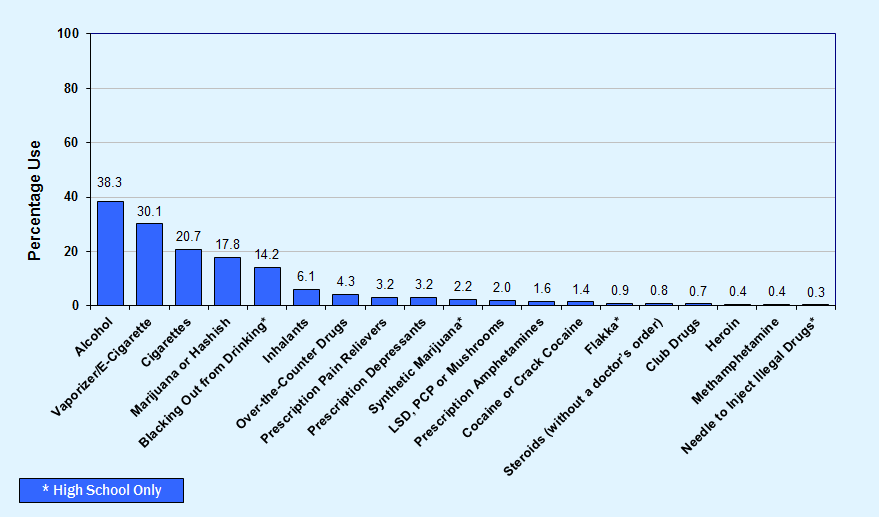 Percentage Use
100
80
60
40
20
0
38.3
30.1
20.7
17.8
14.2
6.1
4.3
3.2
3.2
2.2
2.0
1.6
1.4
0.9
0.8
0.7
0.4
0.4
0.3
Alcohol
Vaporizer/E-Cigarette
Cigarettes
Marijuana or Hashish
Blacking Out from Drinking*
Inhalants
Over-the-Counter Drugs
Prescription Pain Relievers
Prescription Depressants
Synthetic Marijuana*
LSD, PCP or Mushrooms
Prescription Amphetamines
Cocaine or Crack Cocaine
Flakka*
Steroids (without a doctor's order)
Club Drugs
Heroin
Methamphetamine
Needle to Inject Illegal Drugs*
* High School Only